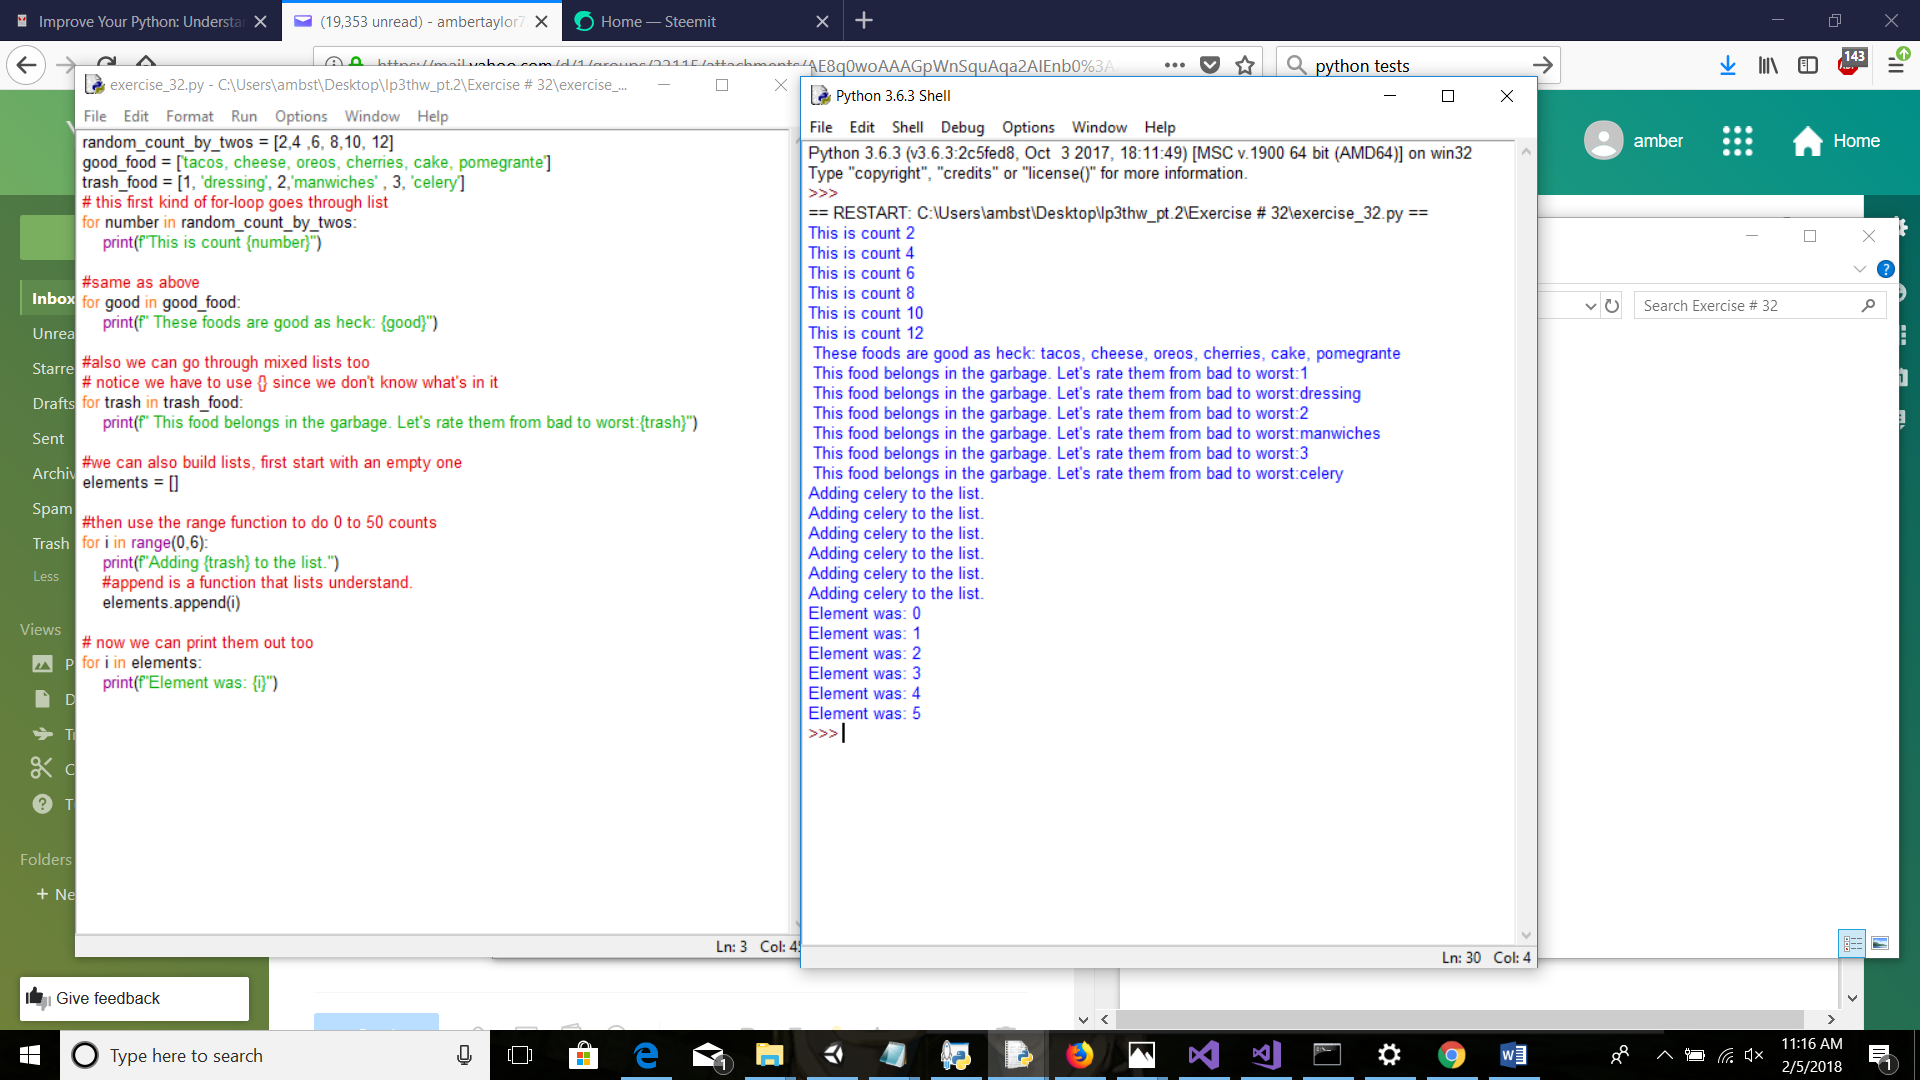 Improve Your Python: Understa
(19,353 unread) - ambertaylor7
Home — Steemit
python tests
143
exercise_32.py - C:\Users\ambst\Desktop\lp3thw_pt.2\Exercise # 32\exercise_...
File Edit Format Run Options Window Help
random_count_by_twos = [2,4 ,6, 8,10, 12]
good_food = ['tacos, cheese, oreos, cherries, cake, pomegrante']
trash_food = [1, 'dressing', 2,'manwiches' , 3, 'celery']
# this first kind of for-loop goes through list
for number in random_count_by_twos:
print(f"This is count {number}")
#same as above
for good in good_food:
print(f" These foods are good as heck: {good}")
#also we can go through mixed lists too
# notice we have to use {} since we don't know what's in it
for trash in trash_food:
print(f" This food belongs in the garbage. Let's rate them from bad to worst:{trash}")
#we can also build lists, first start with an empty one
elements = []
#then use the range function to do 0 to 50 counts
for i in range(0,6):
print(f"Adding {trash} to the list.")
#append is a function that lists understand.
elements.append(i)
# now we can print them out too
for i in elements:
print(f"Element was: {i}")
Ln: 3 Col: 45
Python 3.6.3 Shell
File Edit Shell Debug Options Window Help
Python 3.6.3 (v3.6.3:2c5fed8, Oct  3 2017, 18:11:49) [MSC v.1900 64 bit (AMD64)] on win32
Type "copyright", "credits" or "license()" for more information.
>>>
== RESTART: C:\Users\ambst\Desktop\lp3thw_pt.2\Exercise # 32\exercise_32.py ==
This is count 2
This is count 4
This is count 6
This is count 8
This is count 10
This is count 12
These foods are good as heck: tacos, cheese, oreos, cherries, cake, pomegrante
This food belongs in the garbage. Let's rate them from bad to worst:1
This food belongs in the garbage. Let's rate them from bad to worst:dressing
This food belongs in the garbage. Let's rate them from bad to worst:2
This food belongs in the garbage. Let's rate them from bad to worst:manwiches
This food belongs in the garbage. Let's rate them from bad to worst:3
This food belongs in the garbage. Let's rate them from bad to worst:celery
Adding celery to the list.
Adding celery to the list.
Adding celery to the list.
Adding celery to the list.
Adding celery to the list.
Adding celery to the list.
Element was: 0
Element was: 1
Element was: 2
Element was: 3
Element was: 4
Element was: 5
>>>
Ln: 30 Col: 4
amber
Home
Search Exercise # 32
Inbox
Unrea
Starre
Drafts
Sent
Archiv
Spam
Trash
Less
Views
P
D
Tr
C
T
Folders
+ Ne
Give feedback
Type here to search
1
11:16 AM
2/5/2018
1